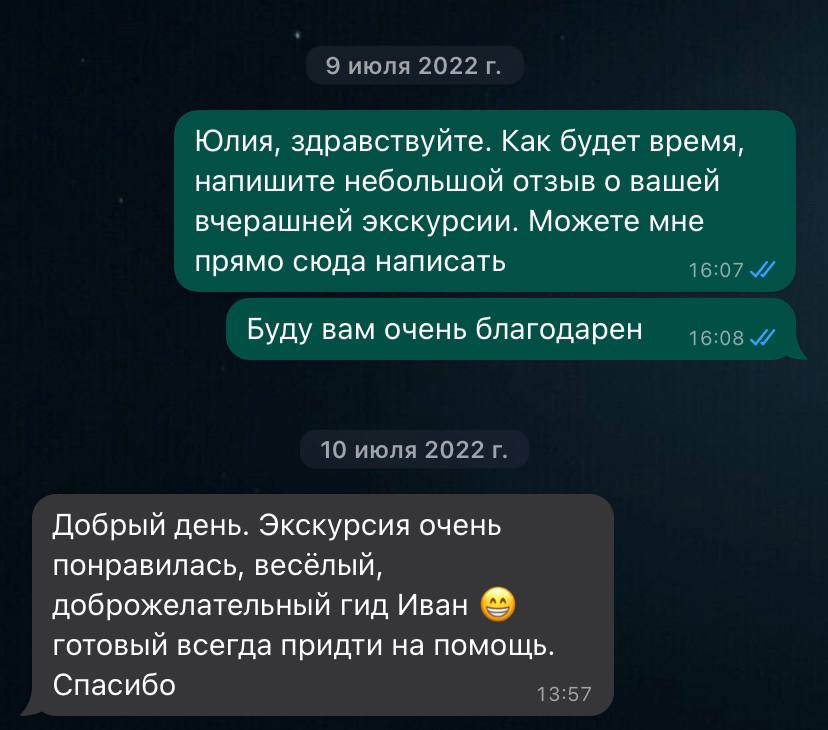 9 июля 2022 г.
Юлия, здравствуйте. Как будет время,
напишите небольшой отзыв о вашей
вчерашней экскурсии. Можете мне
прямо сюда написать
16:07
Буду вам очень благодарен
16:08
10 июля 2022 г.
Добрый день. Экскурсия очень
понравилась, весёлый,
доброжелательный гид Иван 😁
готовый всегда придти на помощь.
Спасибо
13:57